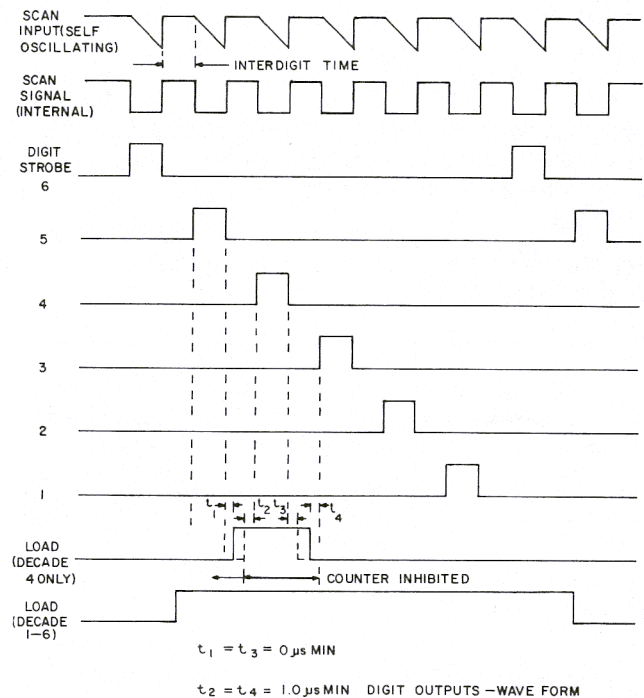 SCAN
INPUT(SELF
OSCILLATING)
INTERDIGIT TIME
SCAN
SIGNAL
(INTERNAL)
DIGIT
STROBE
6
5
4
3
2
1
t1 t2 t3 t4
LOAD
(DECADE
4 ONLY)
COUNTER INHIBITED
LOAD
(DECADE
1-6)
t1 = t3 = 0 µs MIN
t2 = t4 = 1.0 µs MIN DIGIT OUTPUTS – WAVE FORM